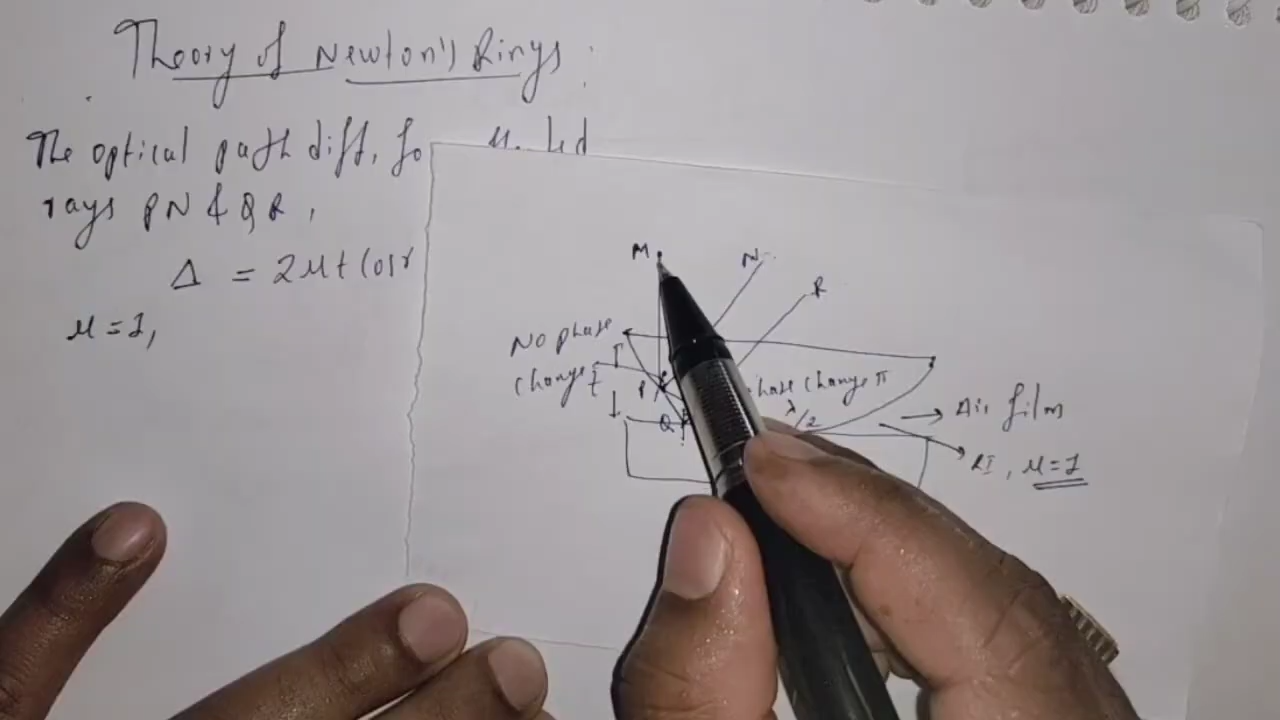 Theory of Newton's Rings :
The optical path diff, fo
rays PN & QR,
Δ = 2μt cosr
μ = 1,
M
N
R
No phase
change
t
P
Phase change π
λ/2
Q
Air film
RI, μ=1